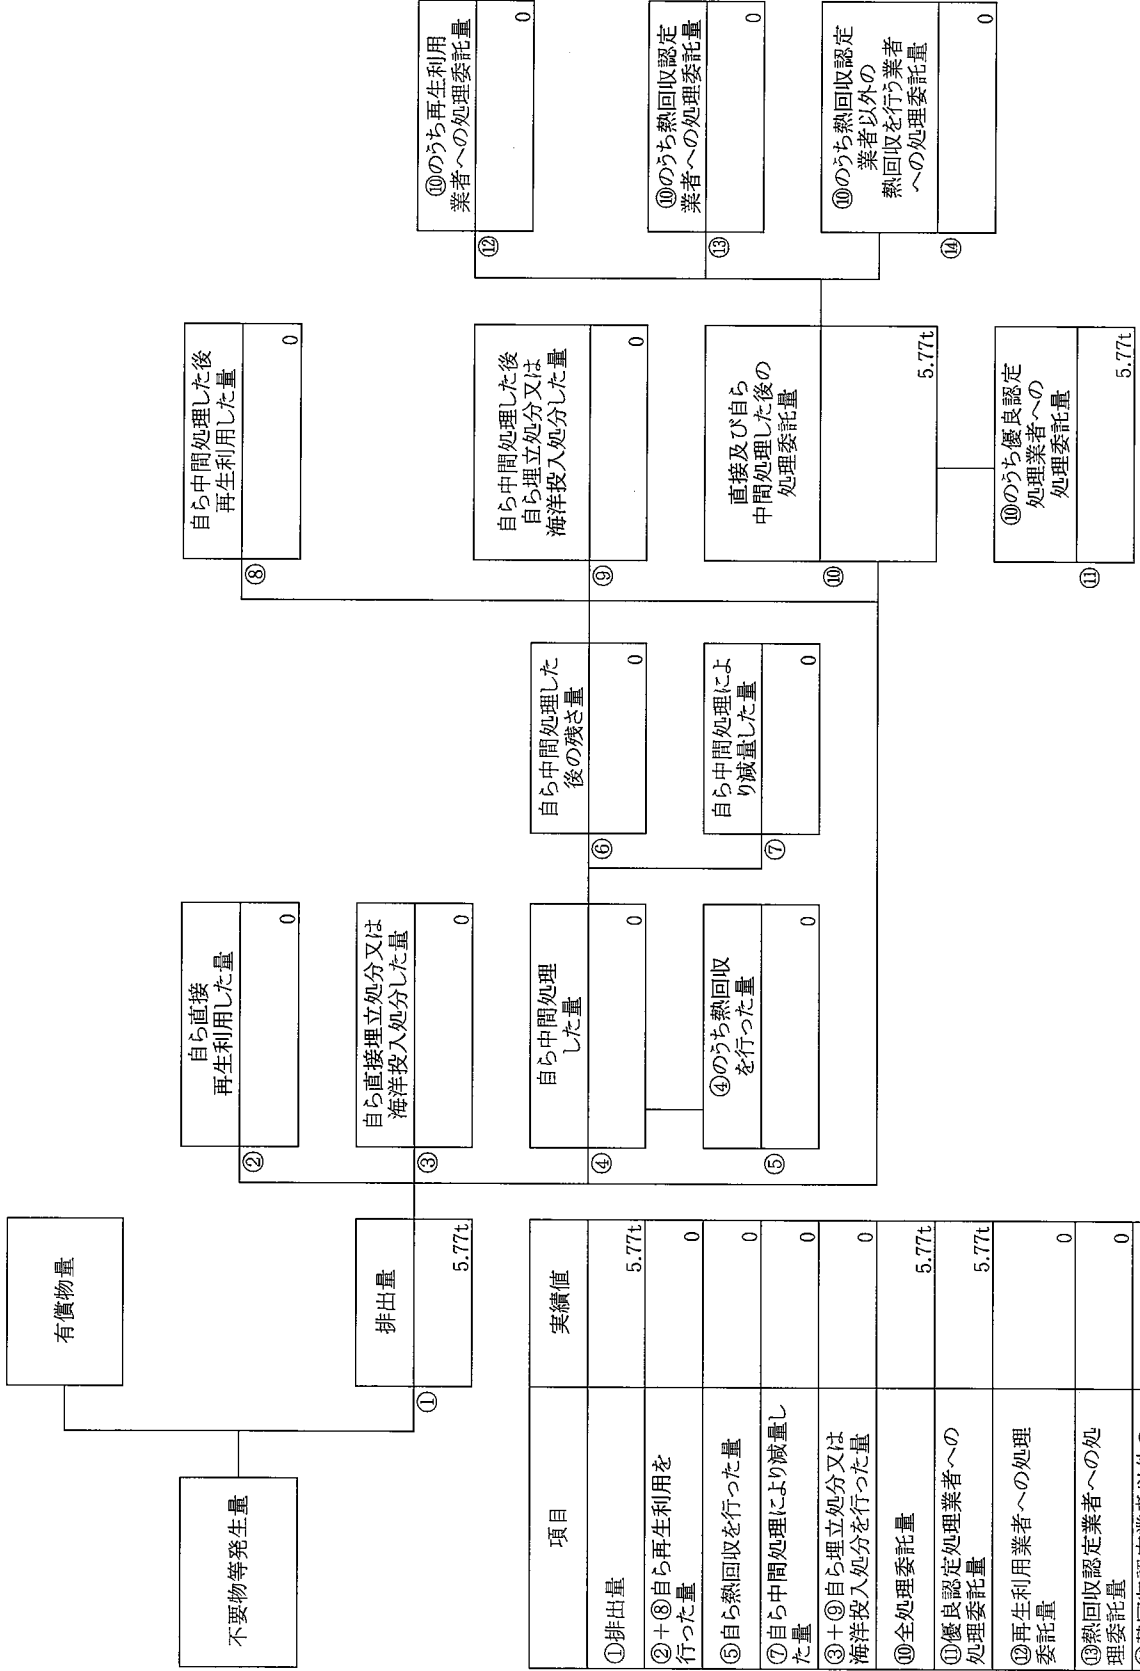 不要物等発生量
有償物量
排出量
①
5.77t
自ら直接
再生利用した量
②
0
自ら直接埋立処分又は
海洋投入処分した量
③
0
自ら中間処理
した量
④
0
④のうち熱回収
を行った量
⑤
0
自ら中間処理した
後の残さ量
⑥
0
自ら中間処理によ
り減量した量
⑦
0
自ら中間処理した後
再生利用した量
⑧
0
自ら中間処理した後
自ら埋立処分又は
海洋投入処分した量
⑨
0
直接及び自ら
中間処理した後の
処理委託量
⑩
5.77t
⑩のうち優良認定
処理業者への
処理委託量
⑪
5.77t
⑩のうち再生利用
業者への処理委託量
⑫
0
⑩のうち熱回収認定
業者への処理委託量
⑬
0
⑩のうち熱回収認定
業者以外の
熱回収を行う業者
への処理委託量
⑭
0
項目 実績値
①排出量 5.77t
②+⑧自ら再生利用を
行った量 0
⑤自ら熱回収を行った量 0
⑦自ら中間処理により減量し
た量 0
③+⑨自ら埋立処分又は
海洋投入処分を行った量 0
⑩全処理委託量 5.77t
⑪優良認定処理業者への
処理委託量 5.77t
⑫再生利用業者への処理
委託量 0
⑬熱回収認定業者への処
理委託量 0